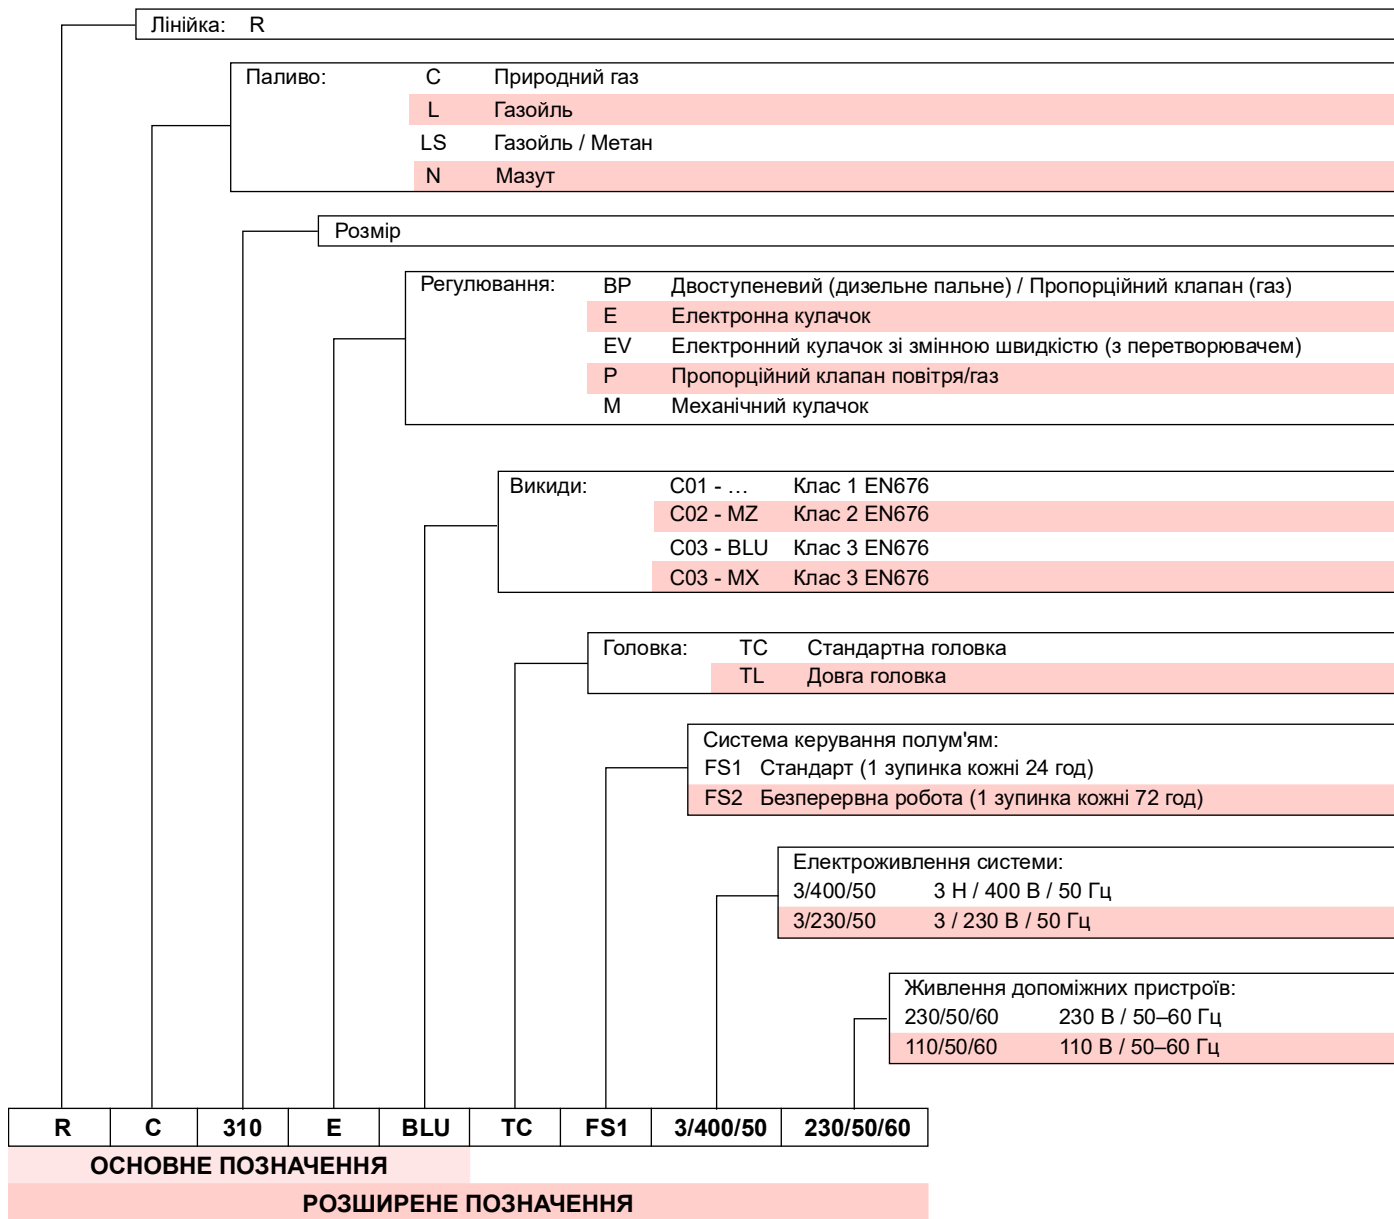 Лінійка: R
Паливо: C Природний газ
L Газойль
LS Газойль / Метан
N Мазут
Розмір
Регулювання: BP Двоступеневий (дизельне пальне) / Пропорційний клапан (газ)
E Електронна кулачок
EV Електронний кулачок зі змінною швидкістю (з перетворювачем)
P Пропорційний клапан повітря/газ
M Механічний кулачок
Викиди: C01 - … Клас 1 EN676
C02 - MZ Клас 2 EN676
C03 - BLU Клас 3 EN676
C03 - MX Клас 3 EN676
Головка: TC Стандартна головка
TL Довга головка
Система керування полум'ям:
FS1 Стандарт (1 зупинка кожні 24 год)
FS2 Безперервна робота (1 зупинка кожні 72 год)
Електроживлення системи:
3/400/50 3 Н / 400 В / 50 Гц
3/230/50 3 / 230 В / 50 Гц
Живлення допоміжних пристроїв:
230/50/60 230 В / 50–60 Гц
110/50/60 110 В / 50–60 Гц
R C 310 E BLU TC FS1 3/400/50 230/50/60
ОСНОВНЕ ПОЗНАЧЕННЯ
РОЗШИРЕНЕ ПОЗНАЧЕННЯ